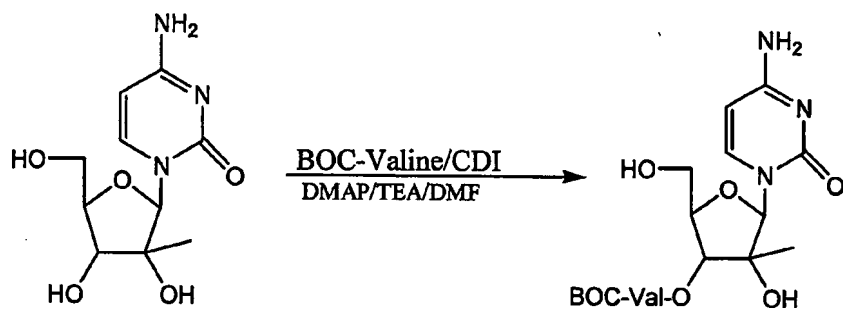 NH₂
N
N
O
HO
O
HO
OH
BOC-Valine/CDI
DMAP/TEA/DMF
NH₂
N
N
O
HO
O
BOC-Val-O
OH